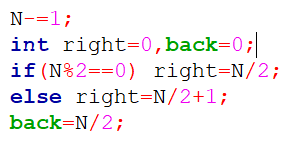 N-=1;
int right=0,back=0;
if(N%2==0) right=N/2;
else right=N/2+1;
back=N/2;